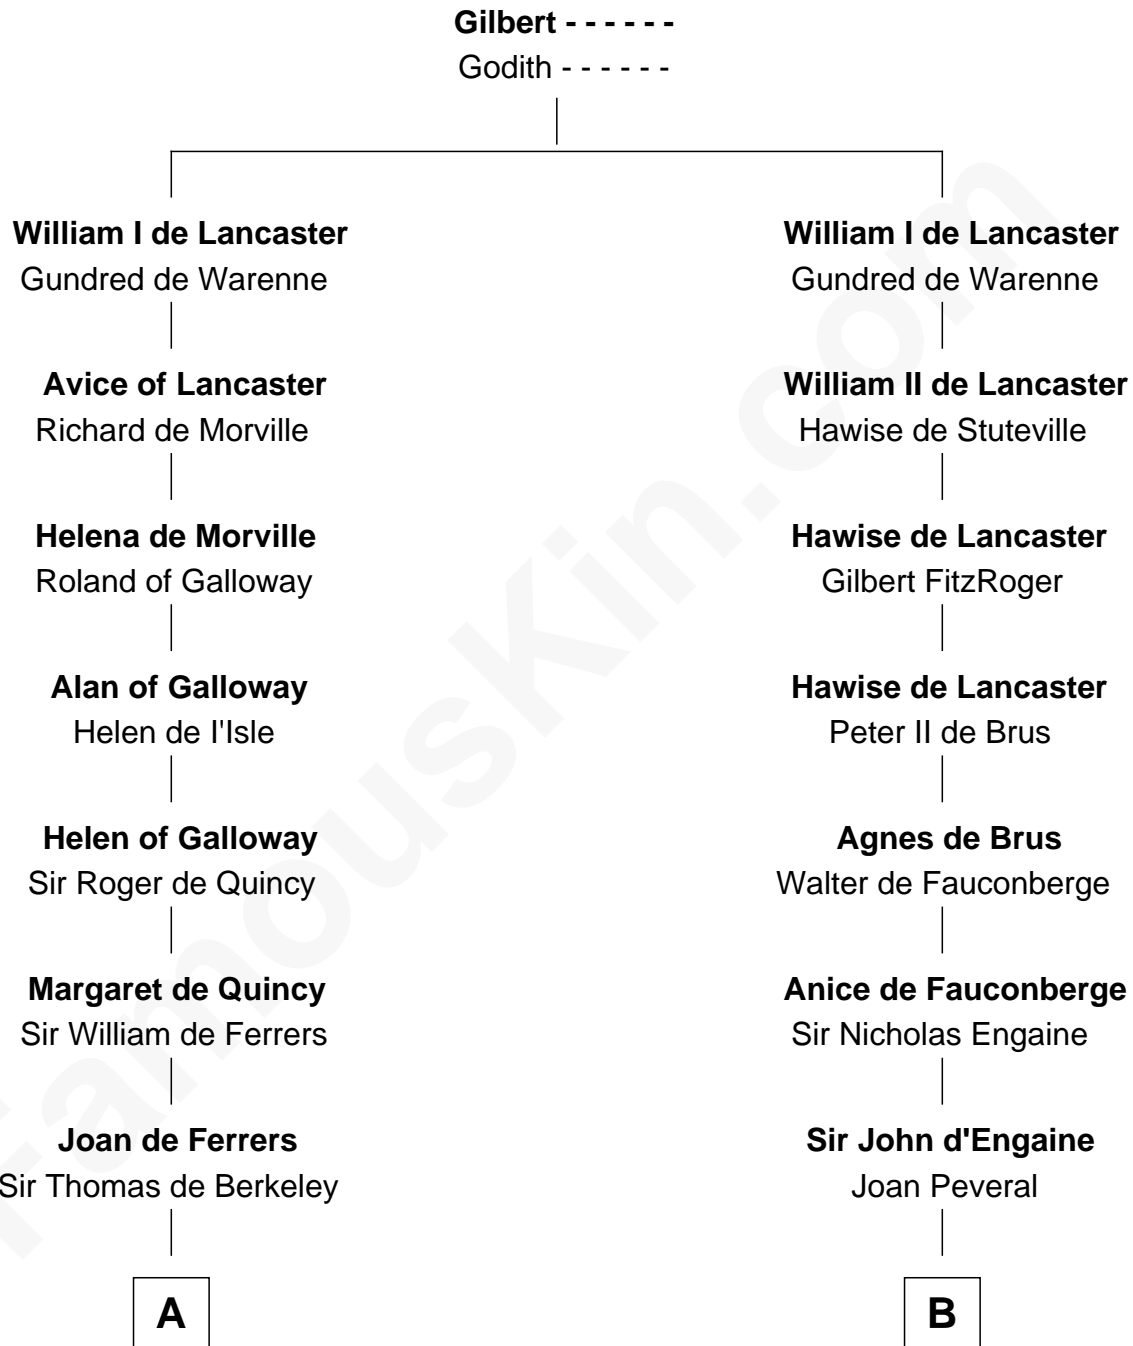 Gilbert - - - - - -
Godith - - - - - -
William I de Lancaster
Gundred de Warenne
William I de Lancaster
Gundred de Warenne
Avice of Lancaster
Richard de Morville
William II de Lancaster
Hawise de Stuteville
Helena de Morville
Roland of Galloway
Hawise de Lancaster
Gilbert FitzRoger
Alan of Galloway
Helen de I'Isle
Hawise de Lancaster
Peter II de Brus
Helen of Galloway
Sir Roger de Quincy
Agnes de Brus
Walter de Fauconberge
Margaret de Quincy
Sir William de Ferrers
Anice de Fauconberge
Sir Nicholas Engaine
Joan de Ferrers
Sir Thomas de Berkeley
Sir John d'Engaine
Joan Peveral
A
B
FamousKin.com